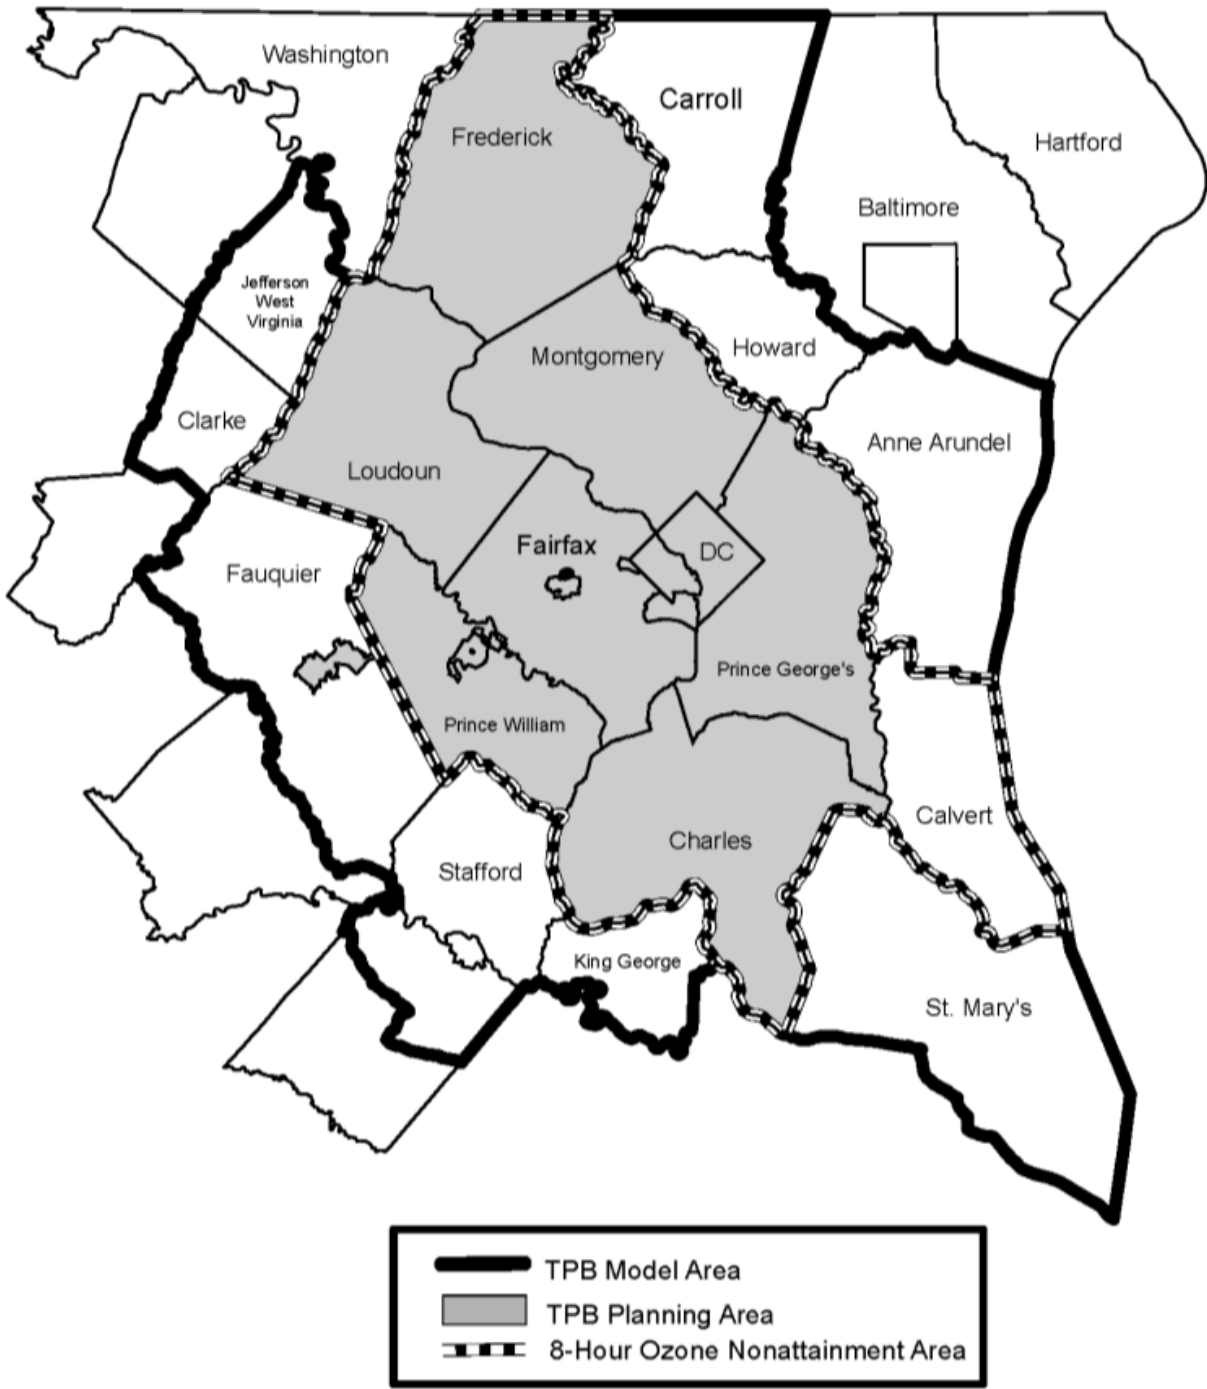 Washington
Carroll
Frederick
Hartford
Baltimore
Jefferson
West
Virginia
Howard
Montgomery
Clarke
Anne Arundel
Loudoun
Fairfax
DC
Fauquier
Prince George's
Prince William
Calvert
Charles
Stafford
King George
St. Mary's
TPB Model Area
TPB Planning Area
8-Hour Ozone Nonattainment Area